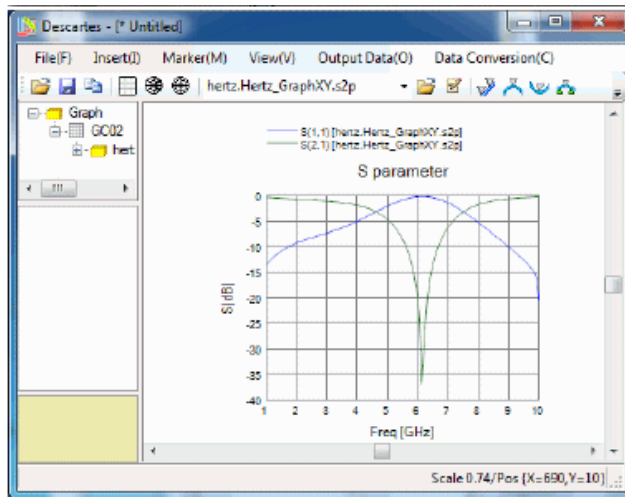 Descartes - [* Untitled]
File(F) Insert(I) Marker(M) View(V) Output Data(O) Data Conversion(C)
hertz.Hertz_GraphXY.s2p
Graph
GC02
hert
S(1,1) [hertz.Hertz_GraphXY.s2p]
S(2,1) [hertz.Hertz_GraphXY.s2p]
S parameter
0
-5
-10
-15
-20
-25
-30
-35
-40
S[dB]
1 2 3 4 5 6 7 8 9 10
Freq [GHz]
Scale 0.74/Pos {X=690,Y=10}